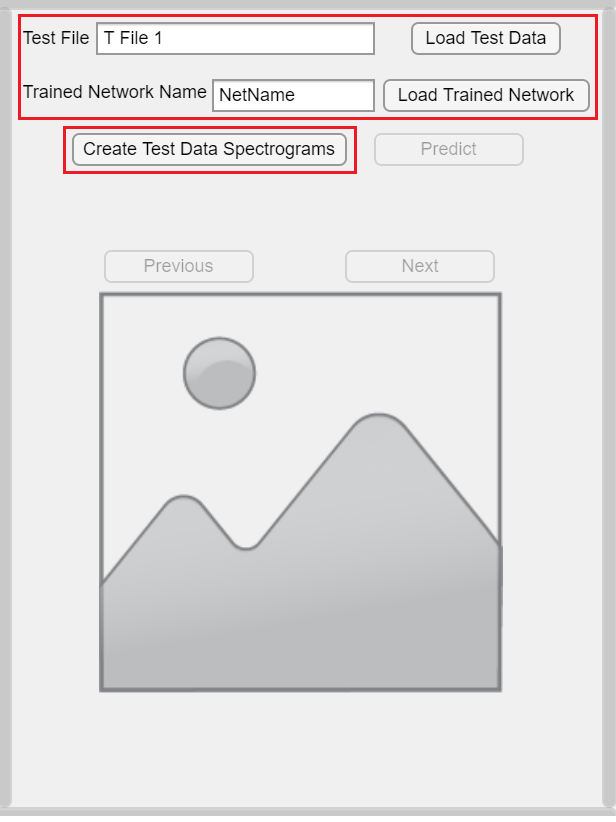 Test File T File 1 Load Test Data
Trained Network Name NetName Load Trained Network
Create Test Data Spectrograms Predict
Previous Next